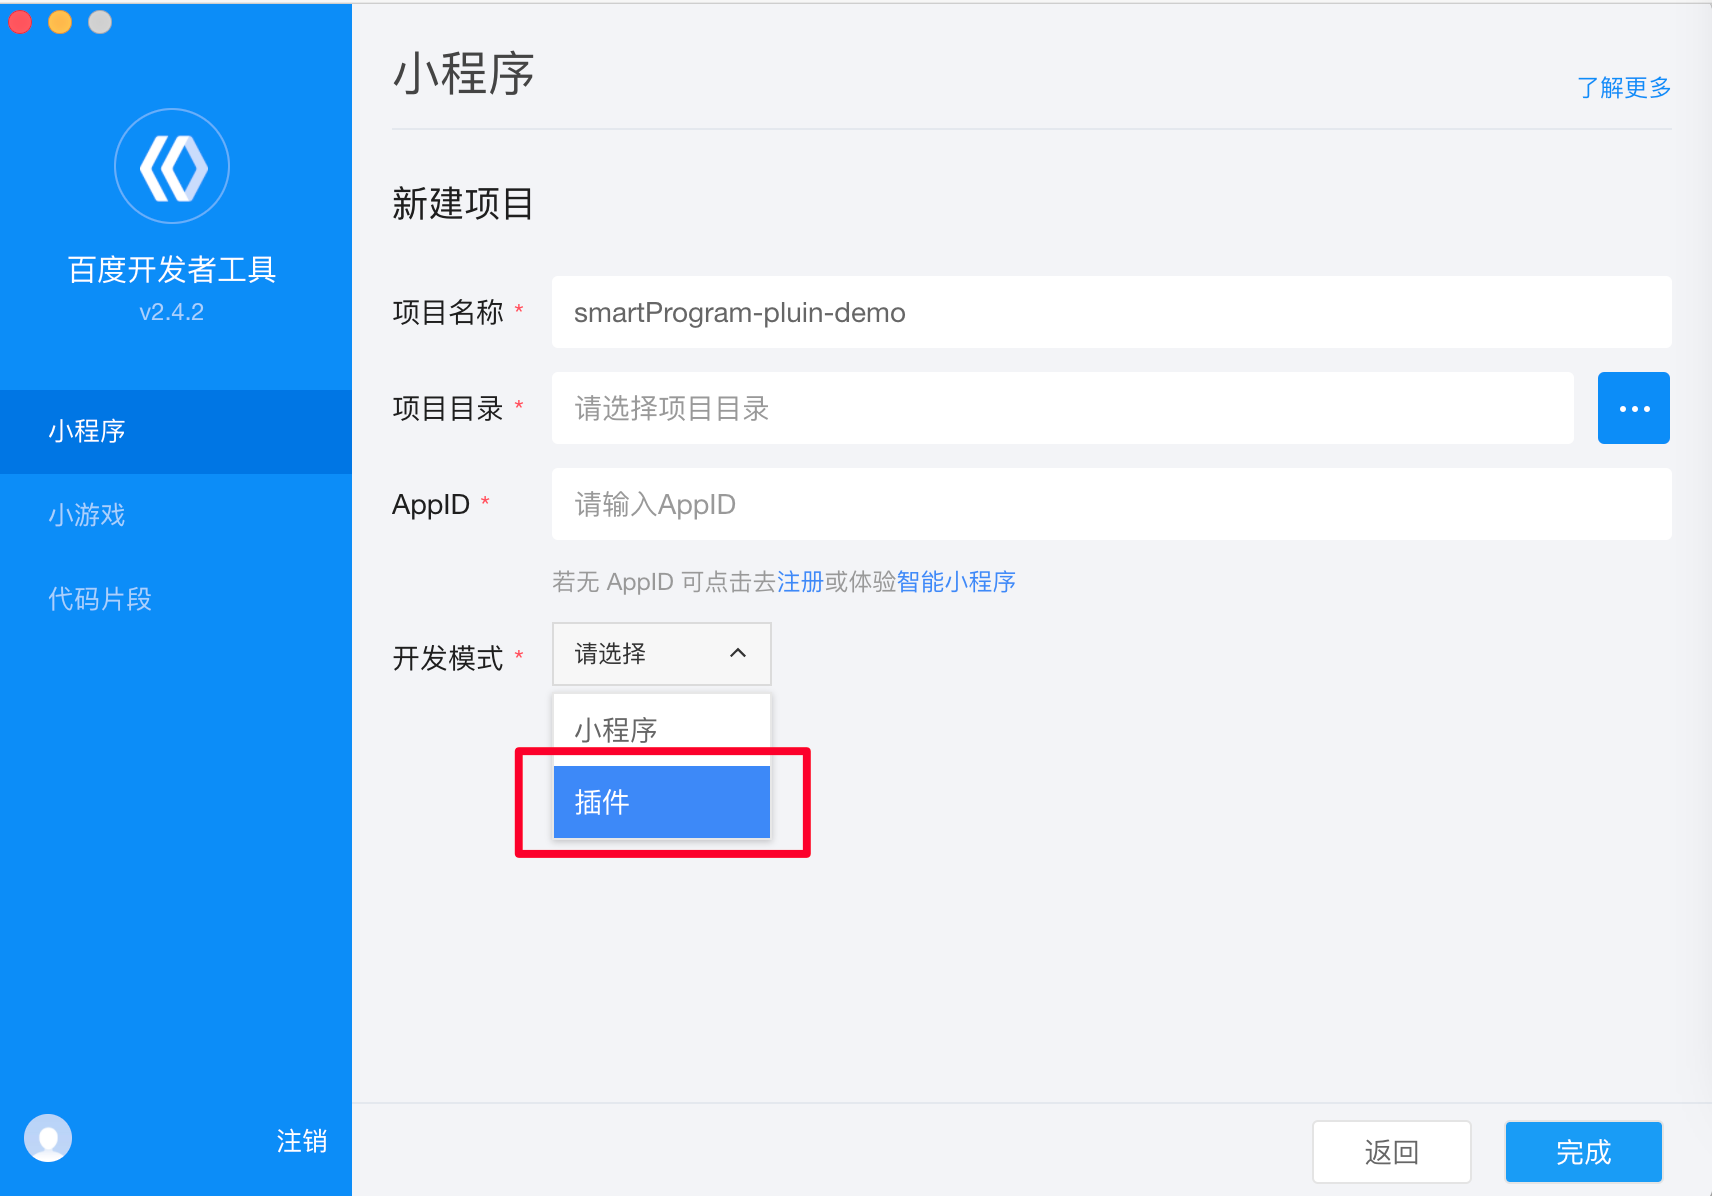 小程序
了解更多
百度开发者工具
v2.4.2
小程序
小游戏
代码片段
注销
新建项目
项目名称 * smartProgram-pluin-demo
项目目录 * 请选择项目目录
AppID * 请输入AppID
若无 AppID 可点击去注册或体验智能小程序
开发模式 * 请选择
小程序
插件
返回
完成